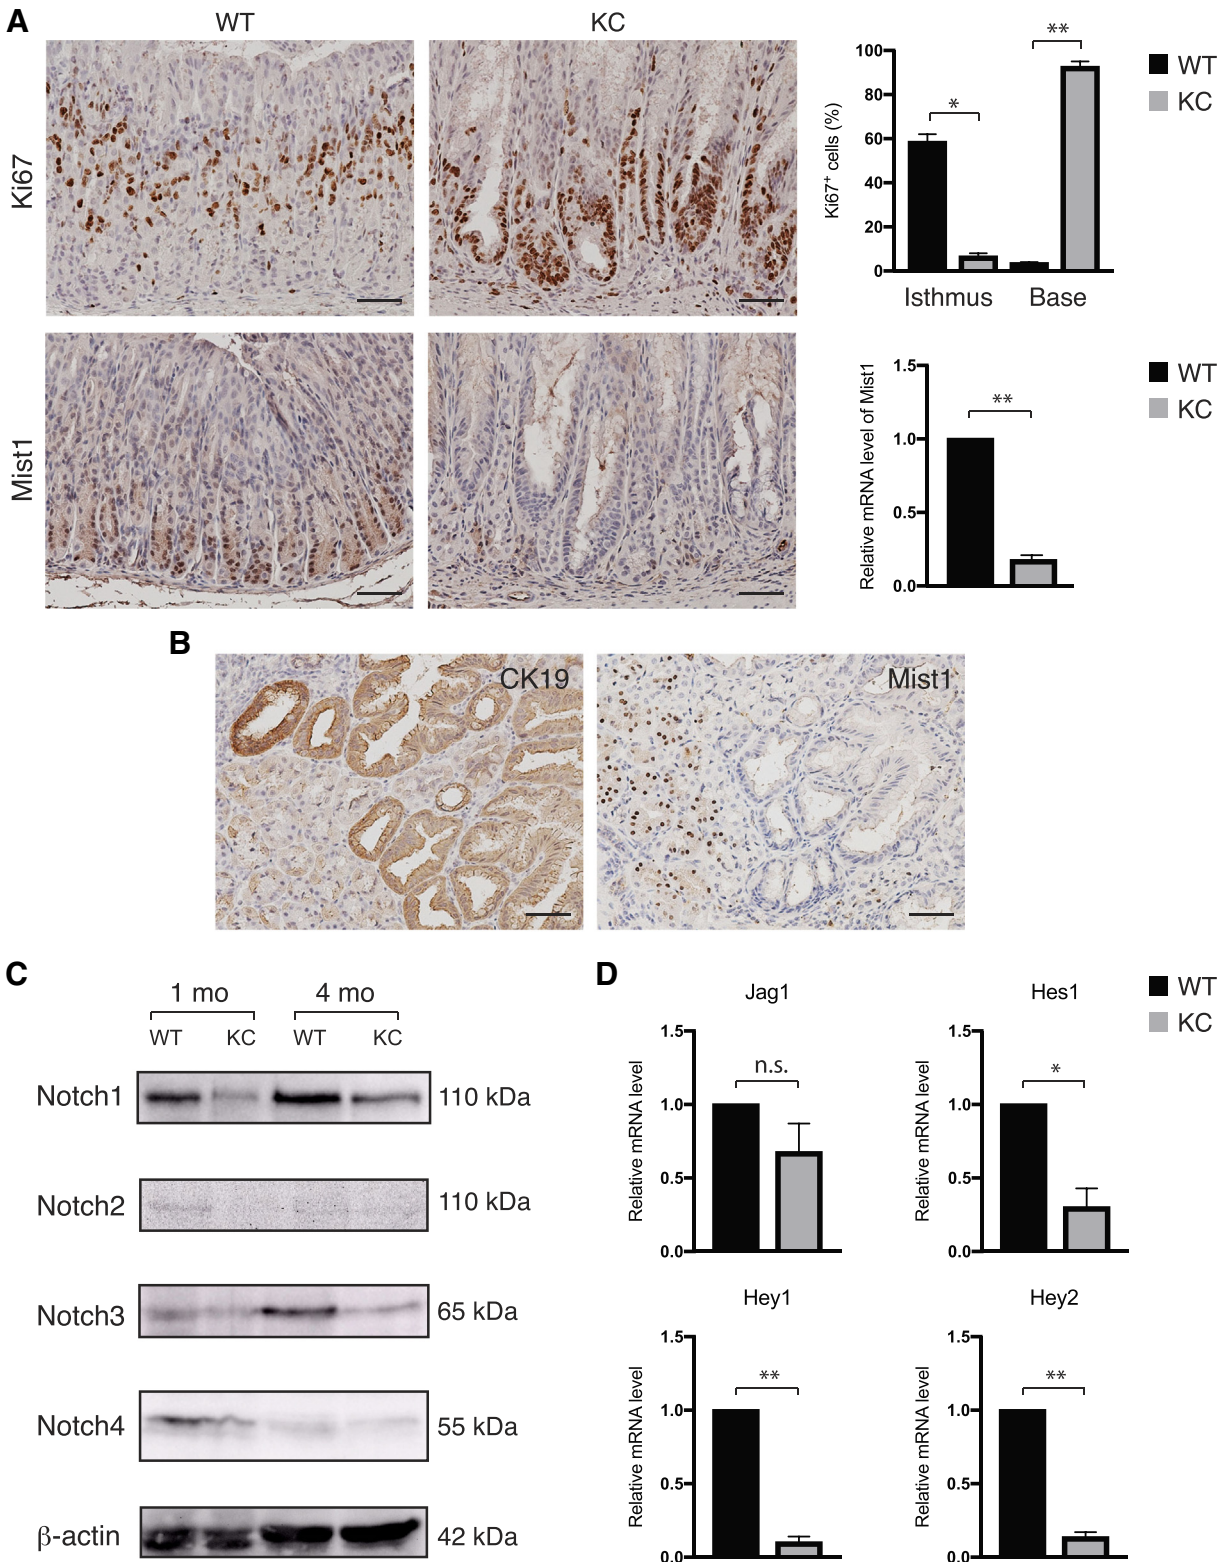 A
WT
KC
Ki67
Mist1
Ki67+ cells (%)
100
80
60
40
20
0
*
**
Isthmus
Base
WT
KC
Relative mRNA level of Mist1
1.5
1.0
0.5
0.0
**
WT
KC
B
CK19
Mist1
C
1 mo
4 mo
WT
KC
WT
KC
Notch1
110 kDa
Notch2
110 kDa
Notch3
65 kDa
Notch4
55 kDa
β-actin
42 kDa
D
WT
KC
Jag1
Relative mRNA level
1.5
1.0
0.5
0.0
n.s.
Hes1
Relative mRNA level
1.5
1.0
0.5
0.0
*
Hey1
Relative mRNA level
1.5
1.0
0.5
0.0
**
Hey2
Relative mRNA level
1.5
1.0
0.5
0.0
**